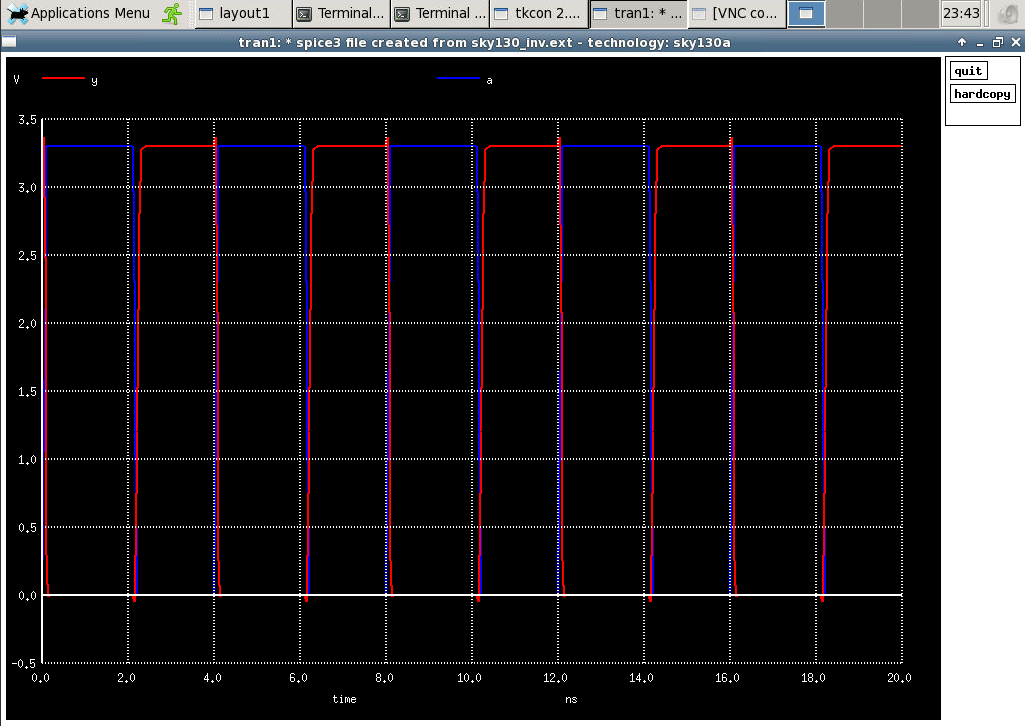 Applications Menu layout1 Terminal... Terminal ... tkcon 2.... tran1: * ... [VNC co... 23:43
tran1: * spice3 file created from sky130_inv.ext - technology: sky130a
quit
hardcopy
V y a
3.5
3.0
2.5
2.0
1.5
1.0
0.5
0.0
-0.5
0.0 2.0 4.0 6.0 8.0 10.0 12.0 14.0 16.0 18.0 20.0
time ns